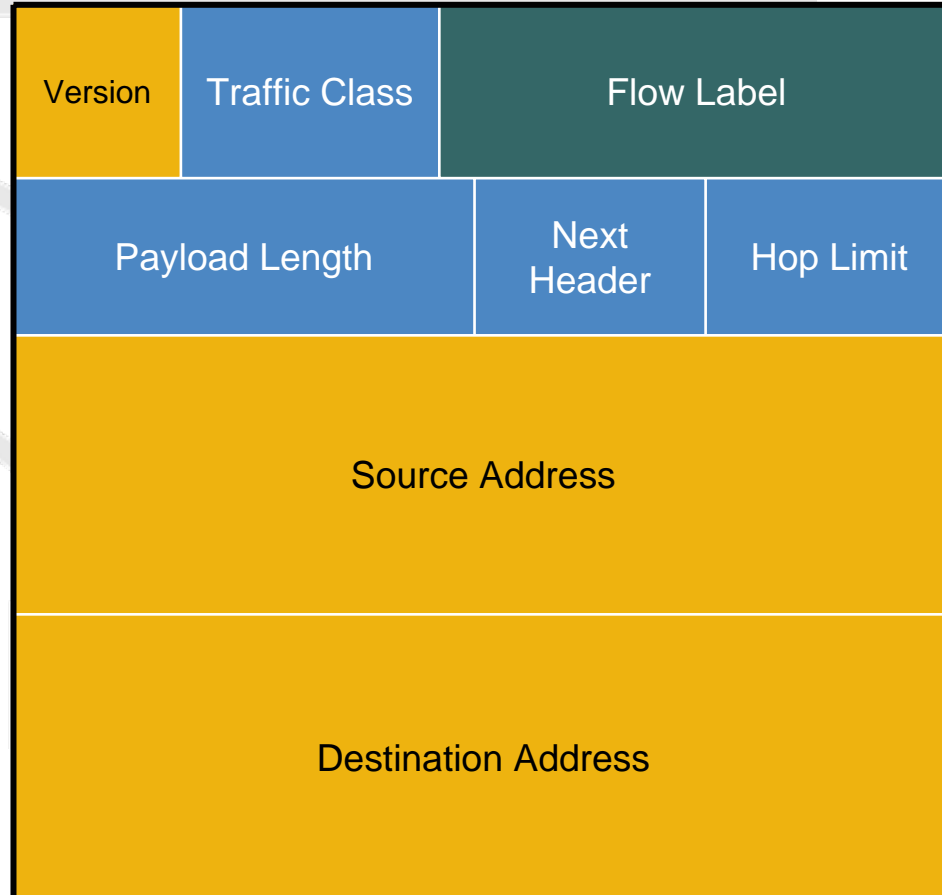 Version
Traffic Class
Flow Label
Payload Length
Next
Header
Hop Limit
Source Address
Destination Address